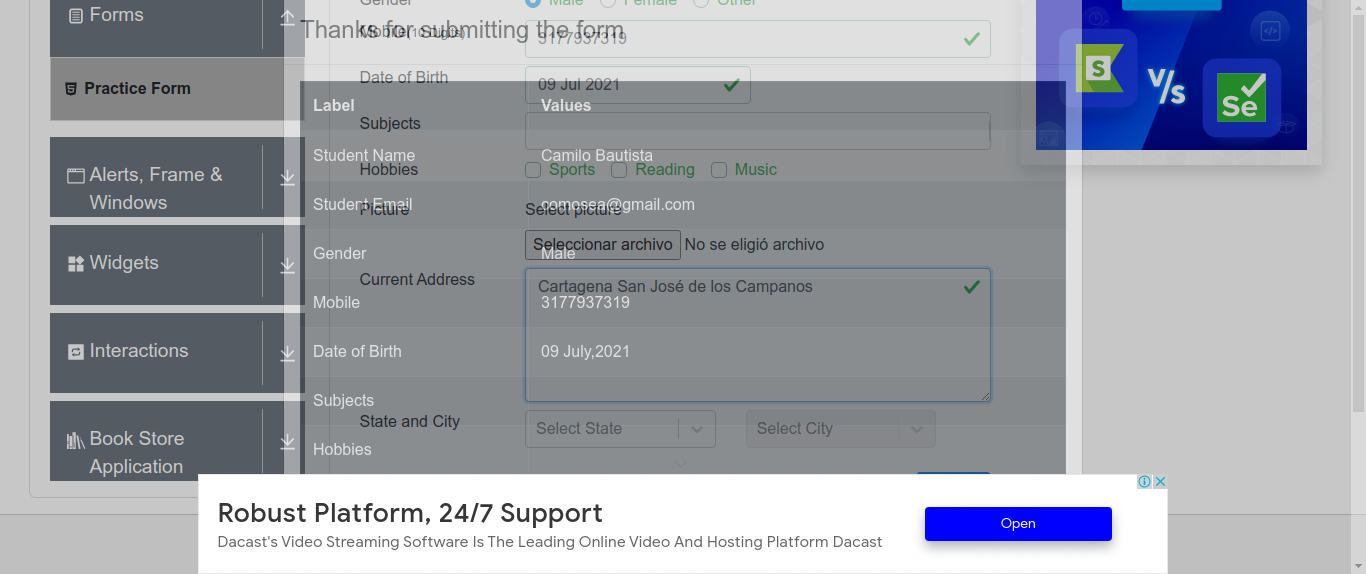 Forms
Practice Form
Alerts, Frame &
Windows
Widgets
Interactions
Book Store
Application
Gender
Male Female Other
Thanks for submitting the form
Mobile(10 Digits)
3177937319
Date of Birth
09 Jul 2021
Subjects
Hobbies
Sports Reading Music
Picture
Select picture
Seleccionar archivo No se eligió archivo
Current Address
Cartagena San José de los Campanos
State and City
Select State
Select City
Label Values
Student Name Camilo Bautista
Student Email comosea@gmail.com
Gender Male
Mobile 3177937319
Date of Birth 09 July,2021
Subjects
Hobbies
S
V/s
Se
Robust Platform, 24/7 Support
Dacast's Video Streaming Software Is The Leading Online Video And Hosting Platform Dacast
Open